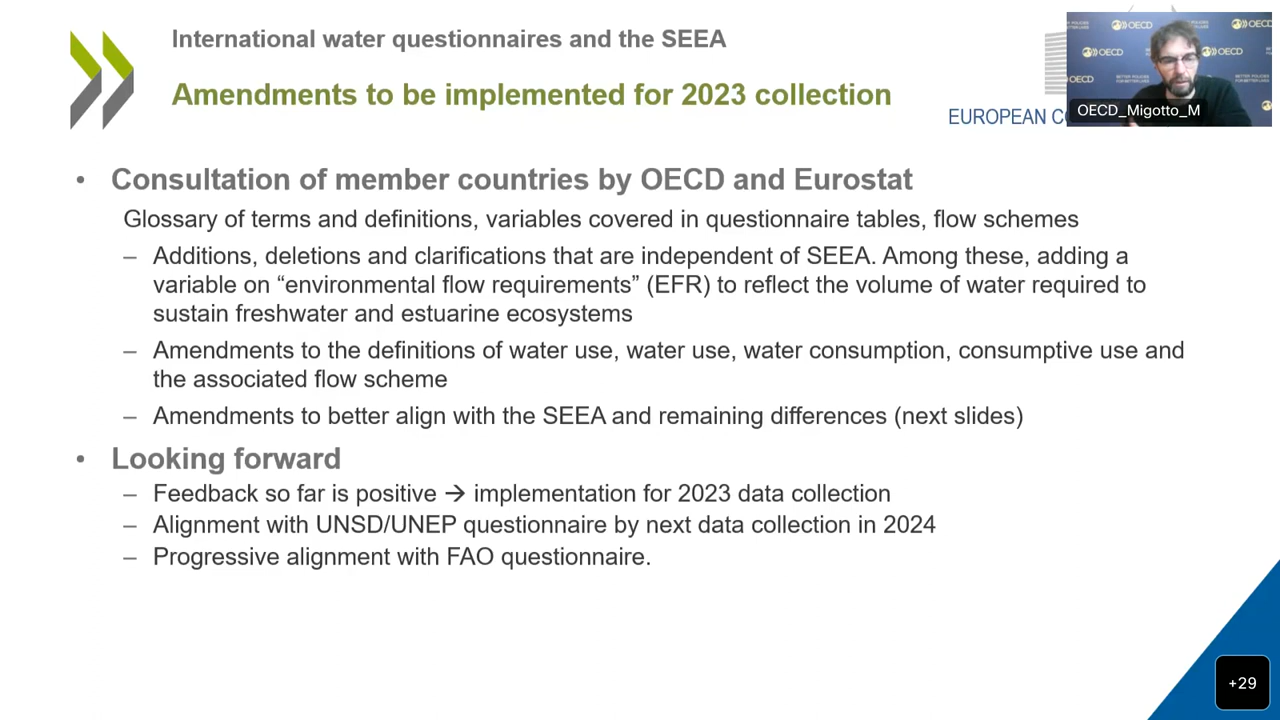 International water questionnaires and the SEEA
Amendments to be implemented for 2023 collection
EUROPEAN CO
OECD
OECD
OECD
OECD
OECD
OECD_Migotto_M
• Consultation of member countries by OECD and Eurostat
Glossary of terms and definitions, variables covered in questionnaire tables, flow schemes
– Additions, deletions and clarifications that are independent of SEEA. Among these, adding a
variable on “environmental flow requirements” (EFR) to reflect the volume of water required to
sustain freshwater and estuarine ecosystems
– Amendments to the definitions of water use, water use, water consumption, consumptive use and
the associated flow scheme
– Amendments to better align with the SEEA and remaining differences (next slides)
• Looking forward
– Feedback so far is positive → implementation for 2023 data collection
– Alignment with UNSD/UNEP questionnaire by next data collection in 2024
– Progressive alignment with FAO questionnaire.
+29